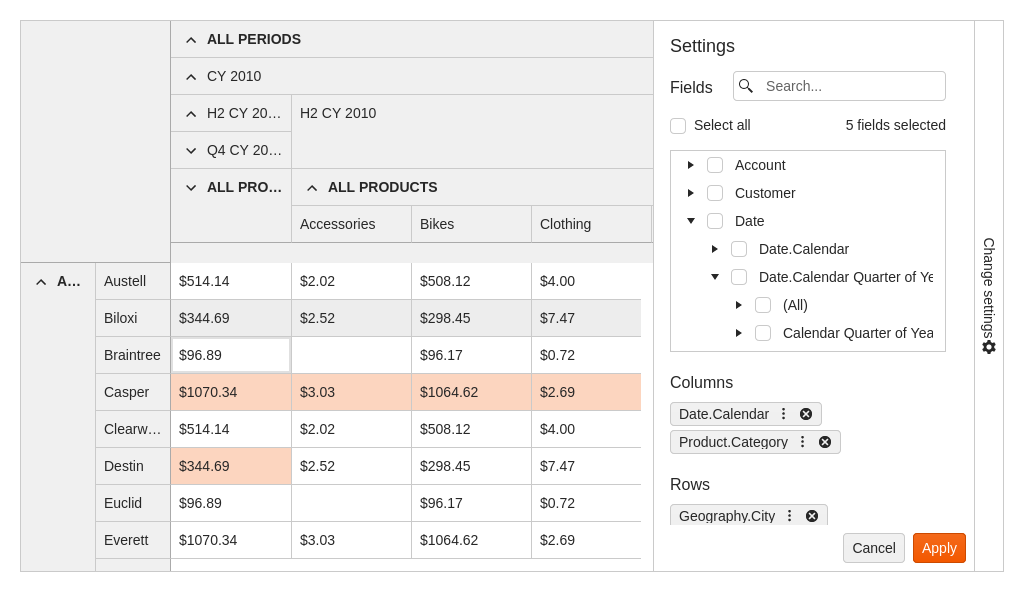 ALL PERIODS
CY 2010
H2 CY 20… H2 CY 2010
Q4 CY 20…
ALL PRO… ALL PRODUCTS
Accessories Bikes Clothing
A… Austell $514.14 $2.02 $508.12 $4.00
Biloxi $344.69 $2.52 $298.45 $7.47
Braintree $96.89 $96.17 $0.72
Casper $1070.34 $3.03 $1064.62 $2.69
Clearw… $514.14 $2.02 $508.12 $4.00
Destin $344.69 $2.52 $298.45 $7.47
Euclid $96.89 $96.17 $0.72
Everett $1070.34 $3.03 $1064.62 $2.69
Settings
Fields Search...
Select all 5 fields selected
Account
Customer
Date
Date.Calendar
Date.Calendar Quarter of Ye
(All)
Calendar Quarter of Yea
Columns
Date.Calendar
Product.Category
Rows
Geography.City
Cancel Apply
Change settings